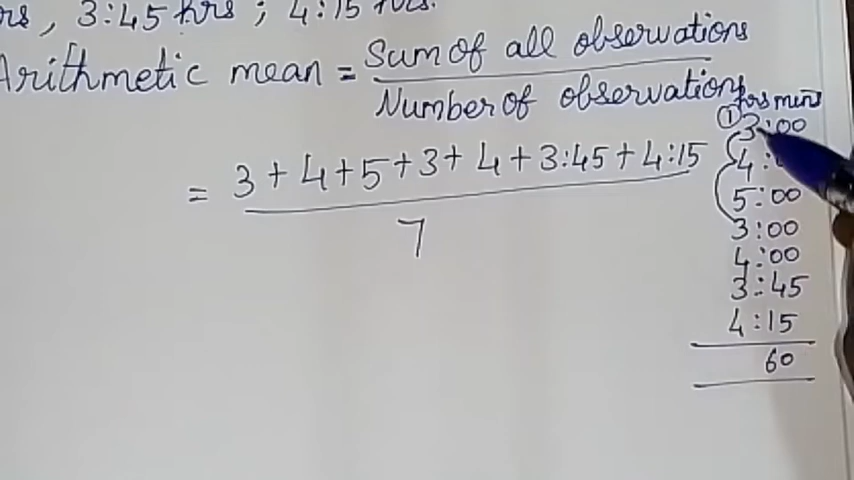 rs, 3:45 hrs ; 4:15 hrs.
Arithmetic mean = Sum of all observations
Number of observations
= 3 + 4 + 5 + 3 + 4 + 3:45 + 4:15
7
hrs mins
① 3:00
4:
5:00
3:00
4:00
3:45
4:15
60